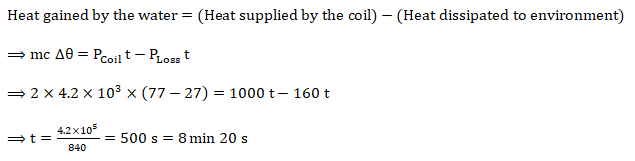 Heat gained by the water = (Heat supplied by the coil) − (Heat dissipated to environment)
⟹ mc Δθ = P_Coil t − P_Loss t
⟹ 2 × 4.2 × 10³ × (77 − 27) = 1000 t − 160 t
⟹ t = 4.2×10⁵ / 840 = 500 s = 8 min 20 s